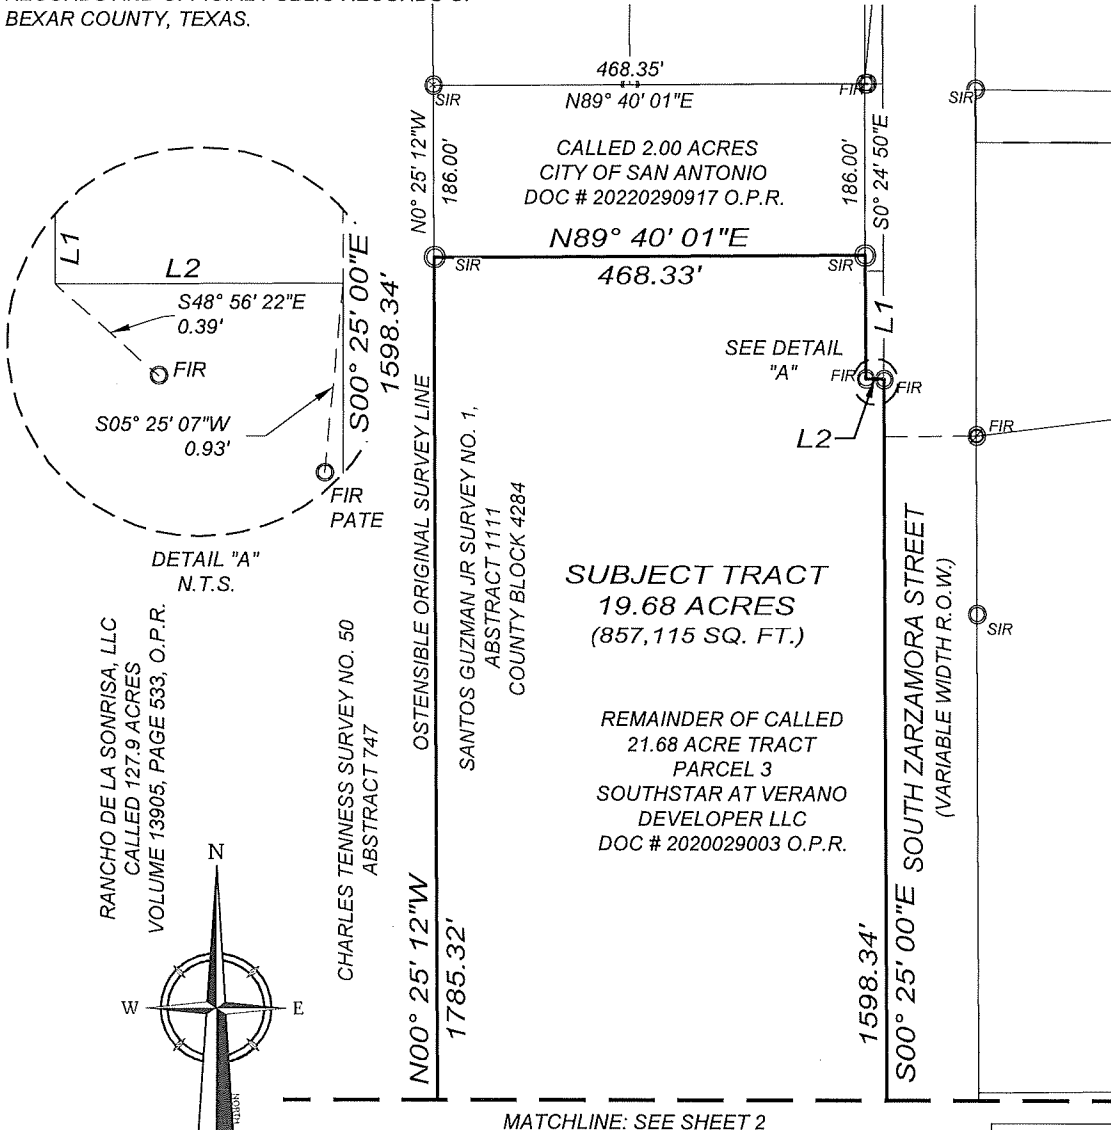 BEXAR COUNTY, TEXAS.
468.35'
N89° 40' 01"E
SIR
FIR
SIR
N0° 25' 12"W
186.00'
CALLED 2.00 ACRES
CITY OF SAN ANTONIO
DOC # 20220290917 O.P.R.
186.00'
S0° 24' 50"E
N89° 40' 01"E
468.33'
SIR
SIR
L1
L2
S48° 56' 22"E
0.39'
FIR
S05° 25' 07"W
0.93'
FIR
PATE
S00° 25' 00"E
1598.34'
DETAIL "A"
N.T.S.
L1
SEE DETAIL
"A"
FIR
FIR
L2
FIR
SIR
OSTENSIBLE ORIGINAL SURVEY LINE
SANTOS GUZMAN JR SURVEY NO. 1,
ABSTRACT 1111
COUNTY BLOCK 4284
SUBJECT TRACT
19.68 ACRES
(857,115 SQ. FT.)
REMAINDER OF CALLED
21.68 ACRE TRACT
PARCEL 3
SOUTHSTAR AT VERANO
DEVELOPER LLC
DOC # 2020029003 O.P.R.
SOUTH ZARZAMORA STREET
(VARIABLE WIDTH R.O.W.)
RANCHO DE LA SONRISA, LLC
CALLED 127.9 ACRES
VOLUME 13905, PAGE 533, O.P.R.
CHARLES TENNESS SURVEY NO. 50
ABSTRACT 747
N00° 25' 12"W
1785.32'
1598.34'
S00° 25' 00"E
N
W
E
NORTH
MATCHLINE: SEE SHEET 2